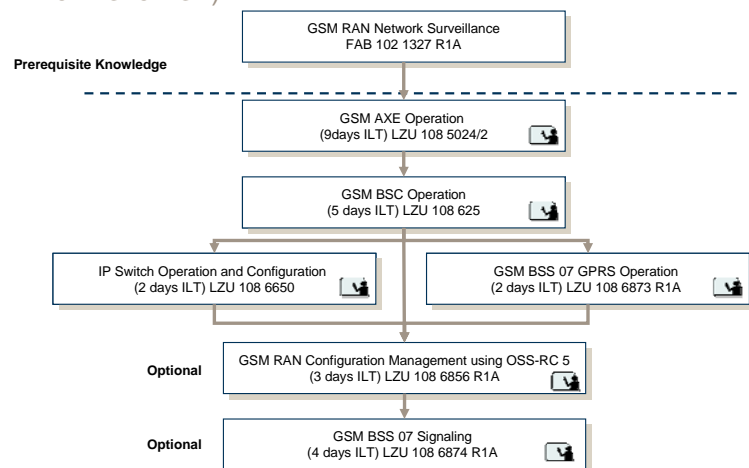 GSM RAN Network Surveillance
FAB 102 1327 R1A
Prerequisite Knowledge
GSM AXE Operation
(9days ILT) LZU 108 5024/2
GSM BSC Operation
(5 days ILT) LZU 108 625
IP Switch Operation and Configuration
(2 days ILT) LZU 108 6650
GSM BSS 07 GPRS Operation
(2 days ILT) LZU 108 6873 R1A
Optional
GSM RAN Configuration Management using OSS-RC 5
(3 days ILT) LZU 108 6856 R1A
Optional
GSM BSS 07 Signaling
(4 days ILT) LZU 108 6874 R1A